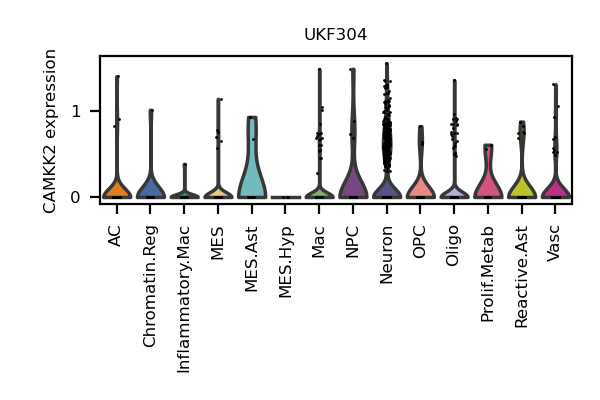 UKF304
CAMKK2 expression
1
0
AC
Chromatin.Reg
Inflammatory.Mac
MES
MES.Ast
MES.Hyp
Mac
NPC
Neuron
OPC
Oligo
Prolif.Metab
Reactive.Ast
Vasc